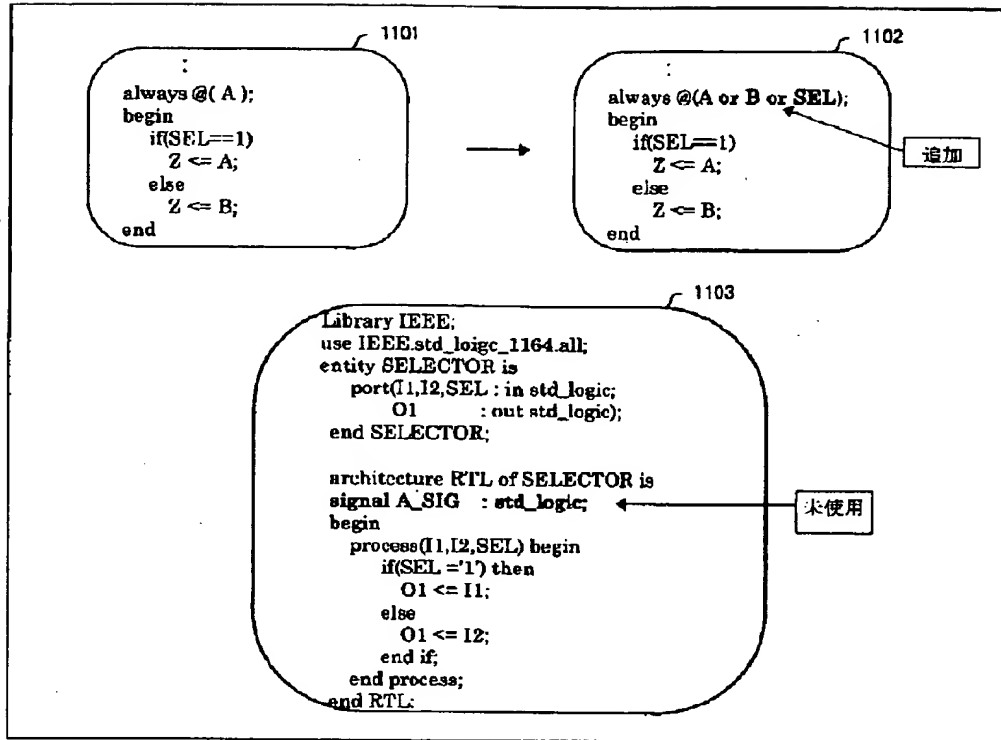 1101
:
always @( A );
begin
if(SEL==1)
Z <= A;
else
Z <= B;
end
1102
:
always @(A or B or SEL);
begin
if(SEL==1)
Z <= A;
else
Z <= B;
end
追加
1103
Library IEEE;
use IEEE.std_loigc_1164.all;
entity SELECTOR is
port(I1,I2,SEL : in std_logic;
O1 : out std_logic);
end SELECTOR;
architecture RTL of SELECTOR is
signal A_SIG : std_logic;
begin
process(I1,I2,SEL) begin
if(SEL ='1') then
O1 <= I1;
else
O1 <= I2;
end if;
end process;
end RTL;
未使用